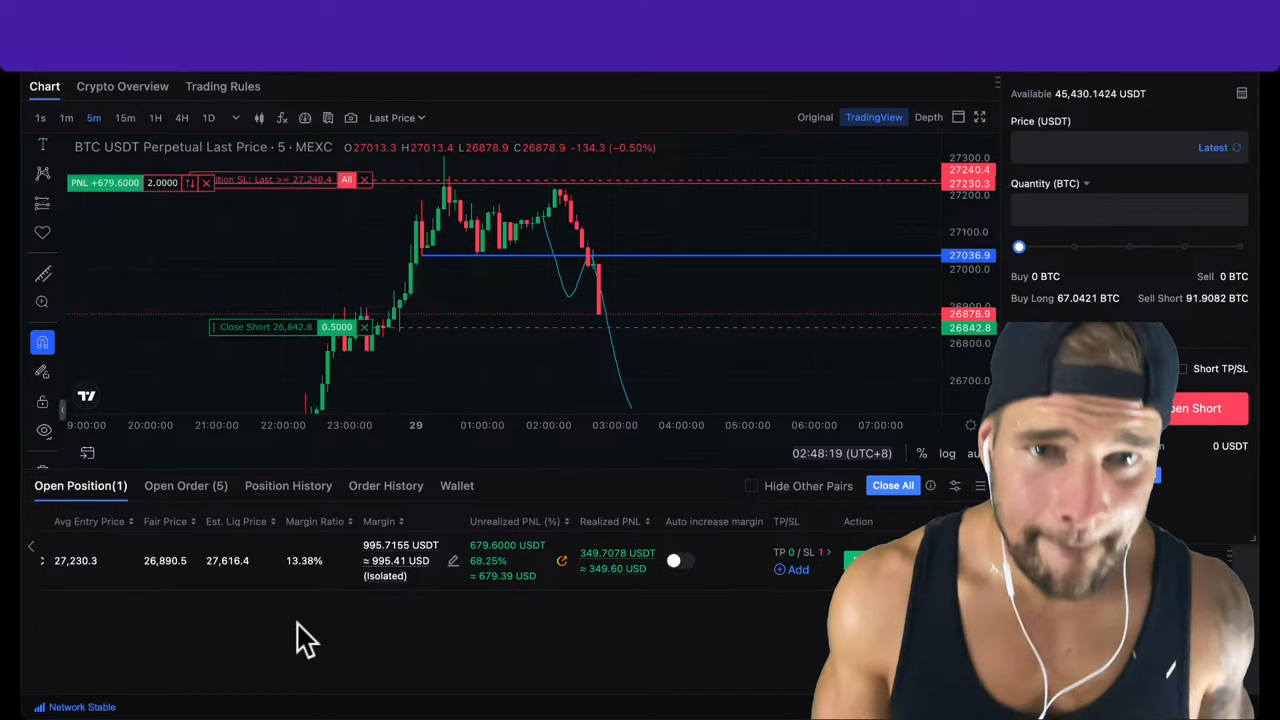 Chart Crypto Overview Trading Rules
1s 1m 5m 15m 1H 4H 1D Last Price Original TradingView Depth
BTC USDT Perpetual Last Price · 5 - MEXC O27013.3 H27013.4 L26878.9 C26878.9 -134.3 (-0.50%)
PNL +679.6000 2.0000 SL: Last >= 27,240.4 All
Close Short 26,842.8 0.5000
27300.0
27240.4
27230.3
27200.0
27100.0
27036.9
27000.0
26878.9
26842.8
26800.0
26700.0
9:00:00 20:00:00 21:00:00 22:00:00 23:00:00 29 01:00:00 02:00:00 03:00:00 04:00:00 05:00:00 06:00:00 07:00:00
02:48:19 (UTC+8) % log
Available 45,430.1424 USDT
Price (USDT)
Latest
Quantity (BTC)
Buy 0 BTC Sell 0 BTC
Buy Long 67.0421 BTC Sell Short 91.9082 BTC
Short TP/SL
Short
0 USDT
Open Position(1) Open Order (5) Position History Order History Wallet Hide Other Pairs Close All
Avg Entry Price Fair Price Est. Liq Price Margin Ratio Margin Unrealized PNL (%) Realized PNL Auto increase margin TP/SL Action
27,230.3 26,890.5 27,616.4 13.38%
995.7155 USDT
≈ 995.41 USD
(Isolated)
679.6000 USDT
68.25%
≈ 679.39 USD
349.7078 USDT
≈ 349.60 USD
TP 0 / SL 1
Add
Network Stable